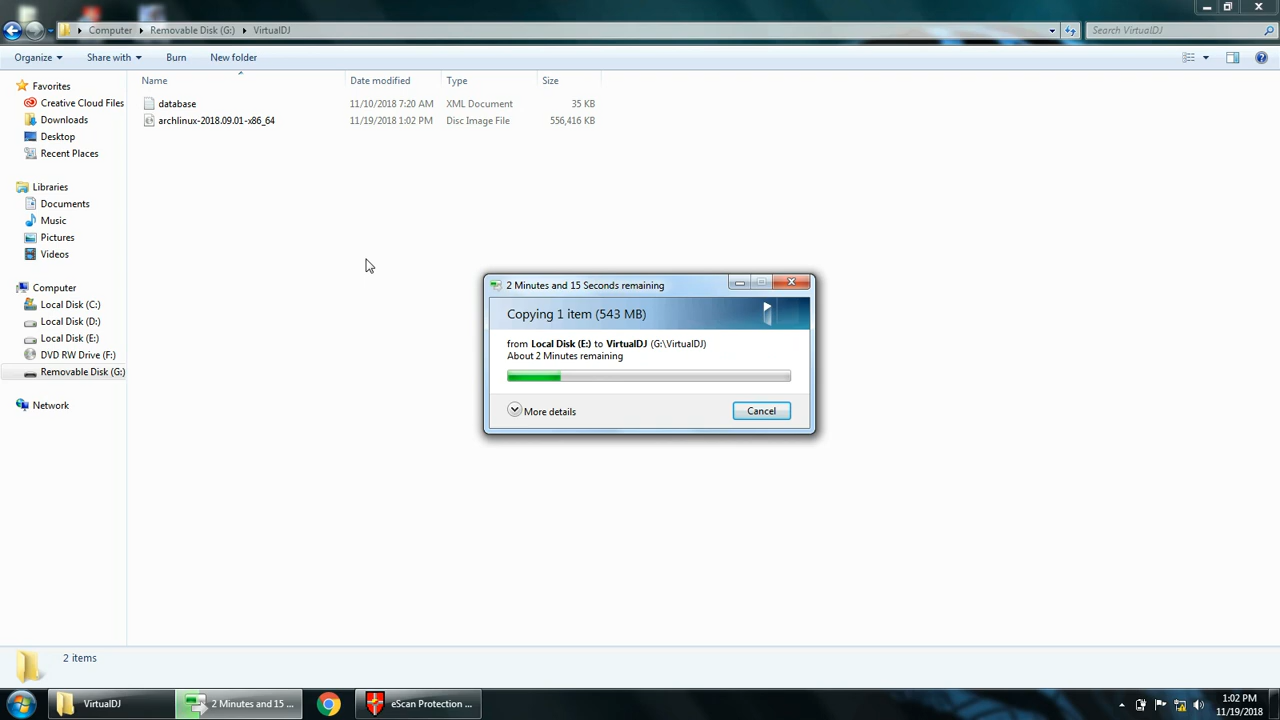 Computer Removable Disk (G:) VirtualDJ
Search VirtualDJ
Organize Share with Burn New folder
Name Date modified Type Size
database 11/10/2018 7:20 AM XML Document 35 KB
archlinux-2018.09.01-x86_64 11/19/2018 1:02 PM Disc Image File 556,416 KB
Favorites
Creative Cloud Files
Downloads
Desktop
Recent Places
Libraries
Documents
Music
Pictures
Videos
Computer
Local Disk (C:)
Local Disk (D:)
Local Disk (E:)
DVD RW Drive (F:)
Removable Disk (G:)
Network
2 Minutes and 15 Seconds remaining
Copying 1 item (543 MB)
from Local Disk (E:) to VirtualDJ (G:\VirtualDJ)
About 2 Minutes remaining
More details
Cancel
2 items
VirtualDJ
2 Minutes and 15 ...
eScan Protection ...
1:02 PM
11/19/2018